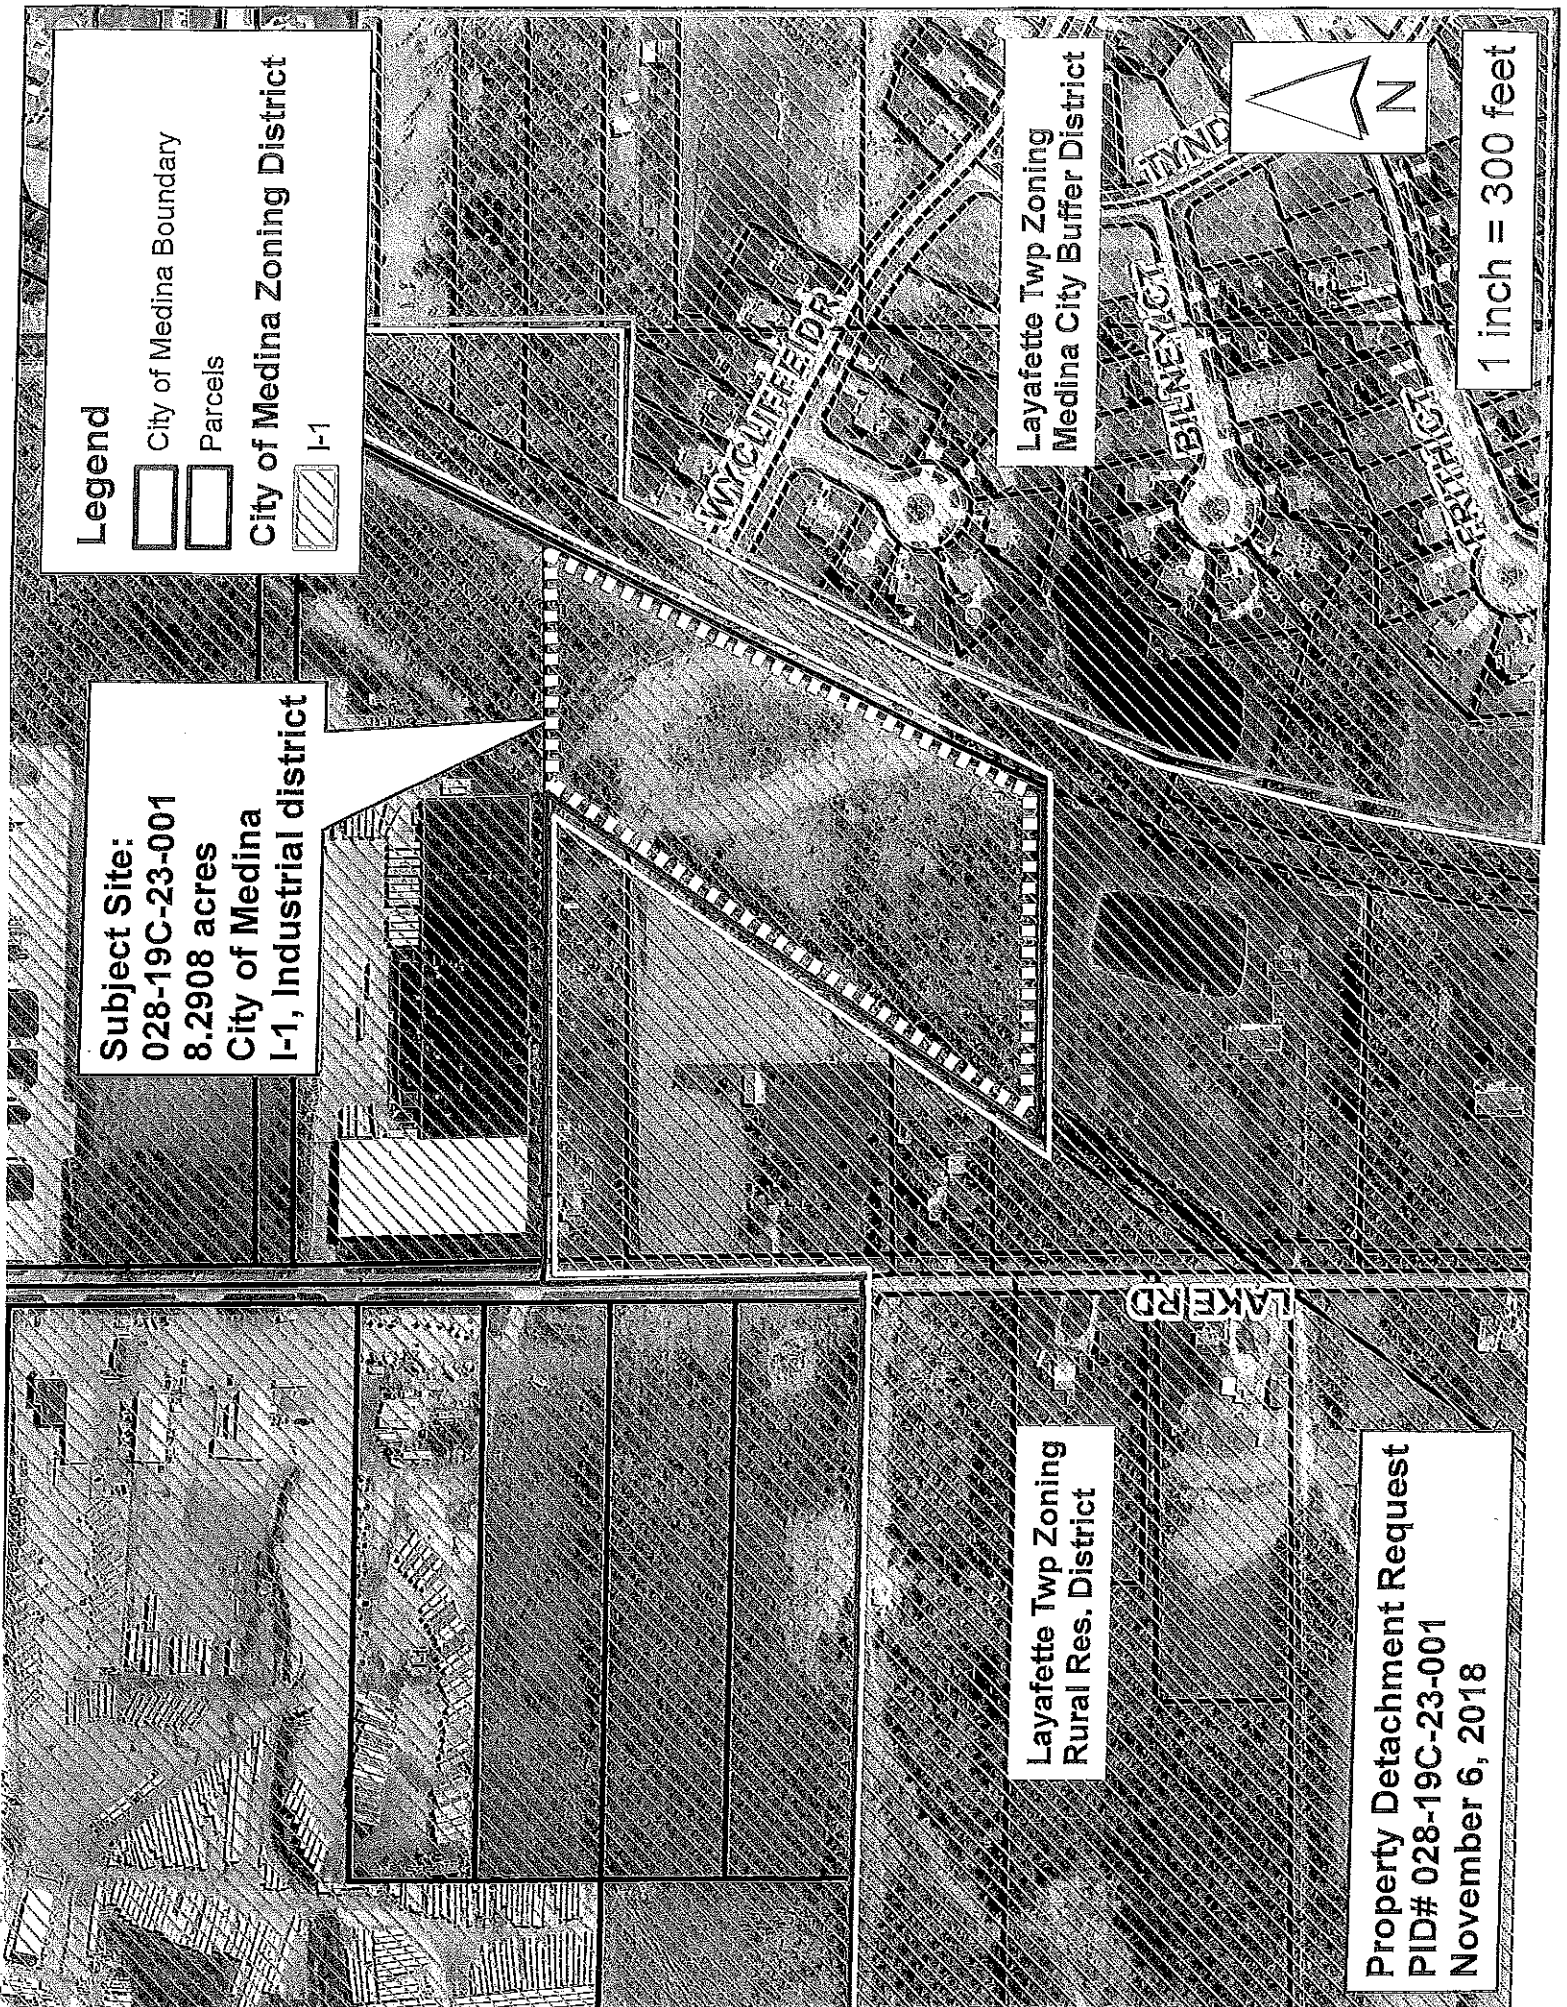 Legend
City of Medina Boundary
Parcels
City of Medina Zoning District
I-1
Subject Site:
028-19C-23-001
8.2908 acres
City of Medina
I-1, Industrial district
WYCLIFFE DR
Layafette Twp Zoning
Medina City Buffer District
TYND
BILNEY CT
FRITH CT
N
1 inch = 300 feet
LAKE RD
Layafette Twp Zoning
Rural Res. District
Property Detachment Request
PID# 028-19C-23-001
November 6, 2018